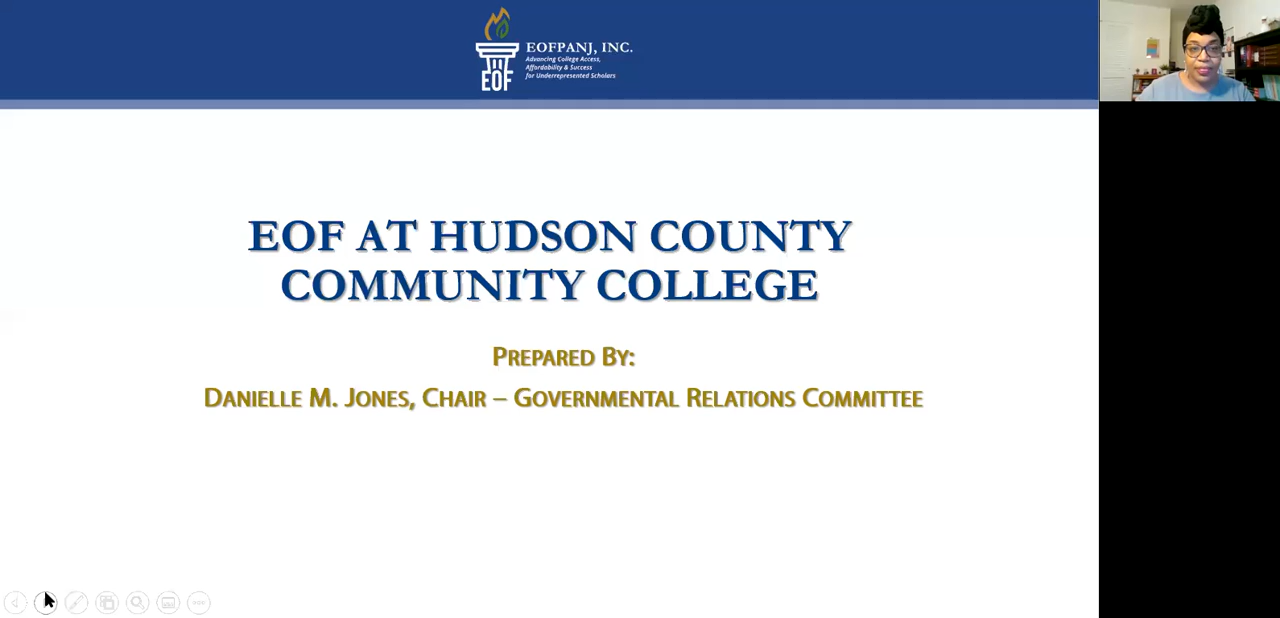 EOFPANJ, INC.
Advancing College Access,
Affordability & Success
for Underrepresented Scholars
EOF
EOF AT HUDSON COUNTY
COMMUNITY COLLEGE
PREPARED BY:
DANIELLE M. JONES, CHAIR – GOVERNMENTAL RELATIONS COMMITTEE